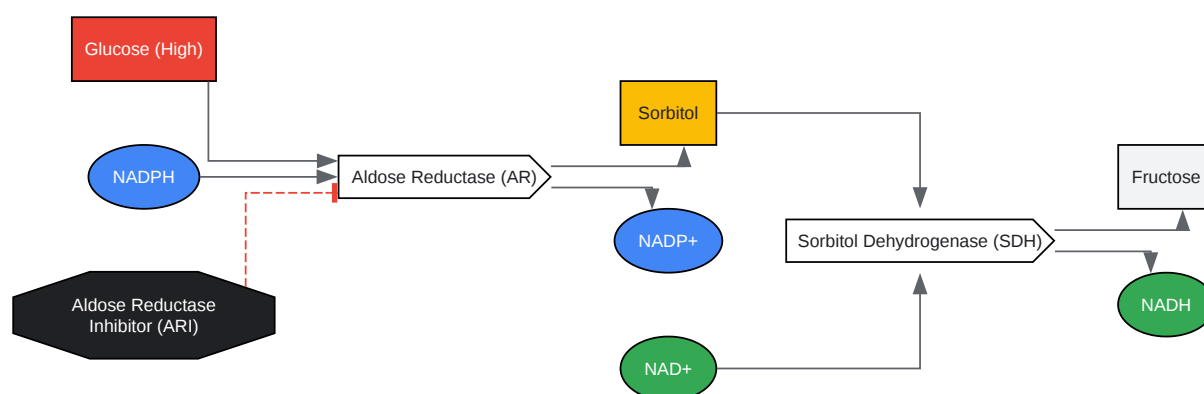 Glucose (High)
Sorbitol
NADPH
Aldose Reductase (AR)
Fructose
NADP+
Sorbitol Dehydrogenase (SDH)
Aldose Reductase
Inhibitor (ARI)
NADH
NAD+